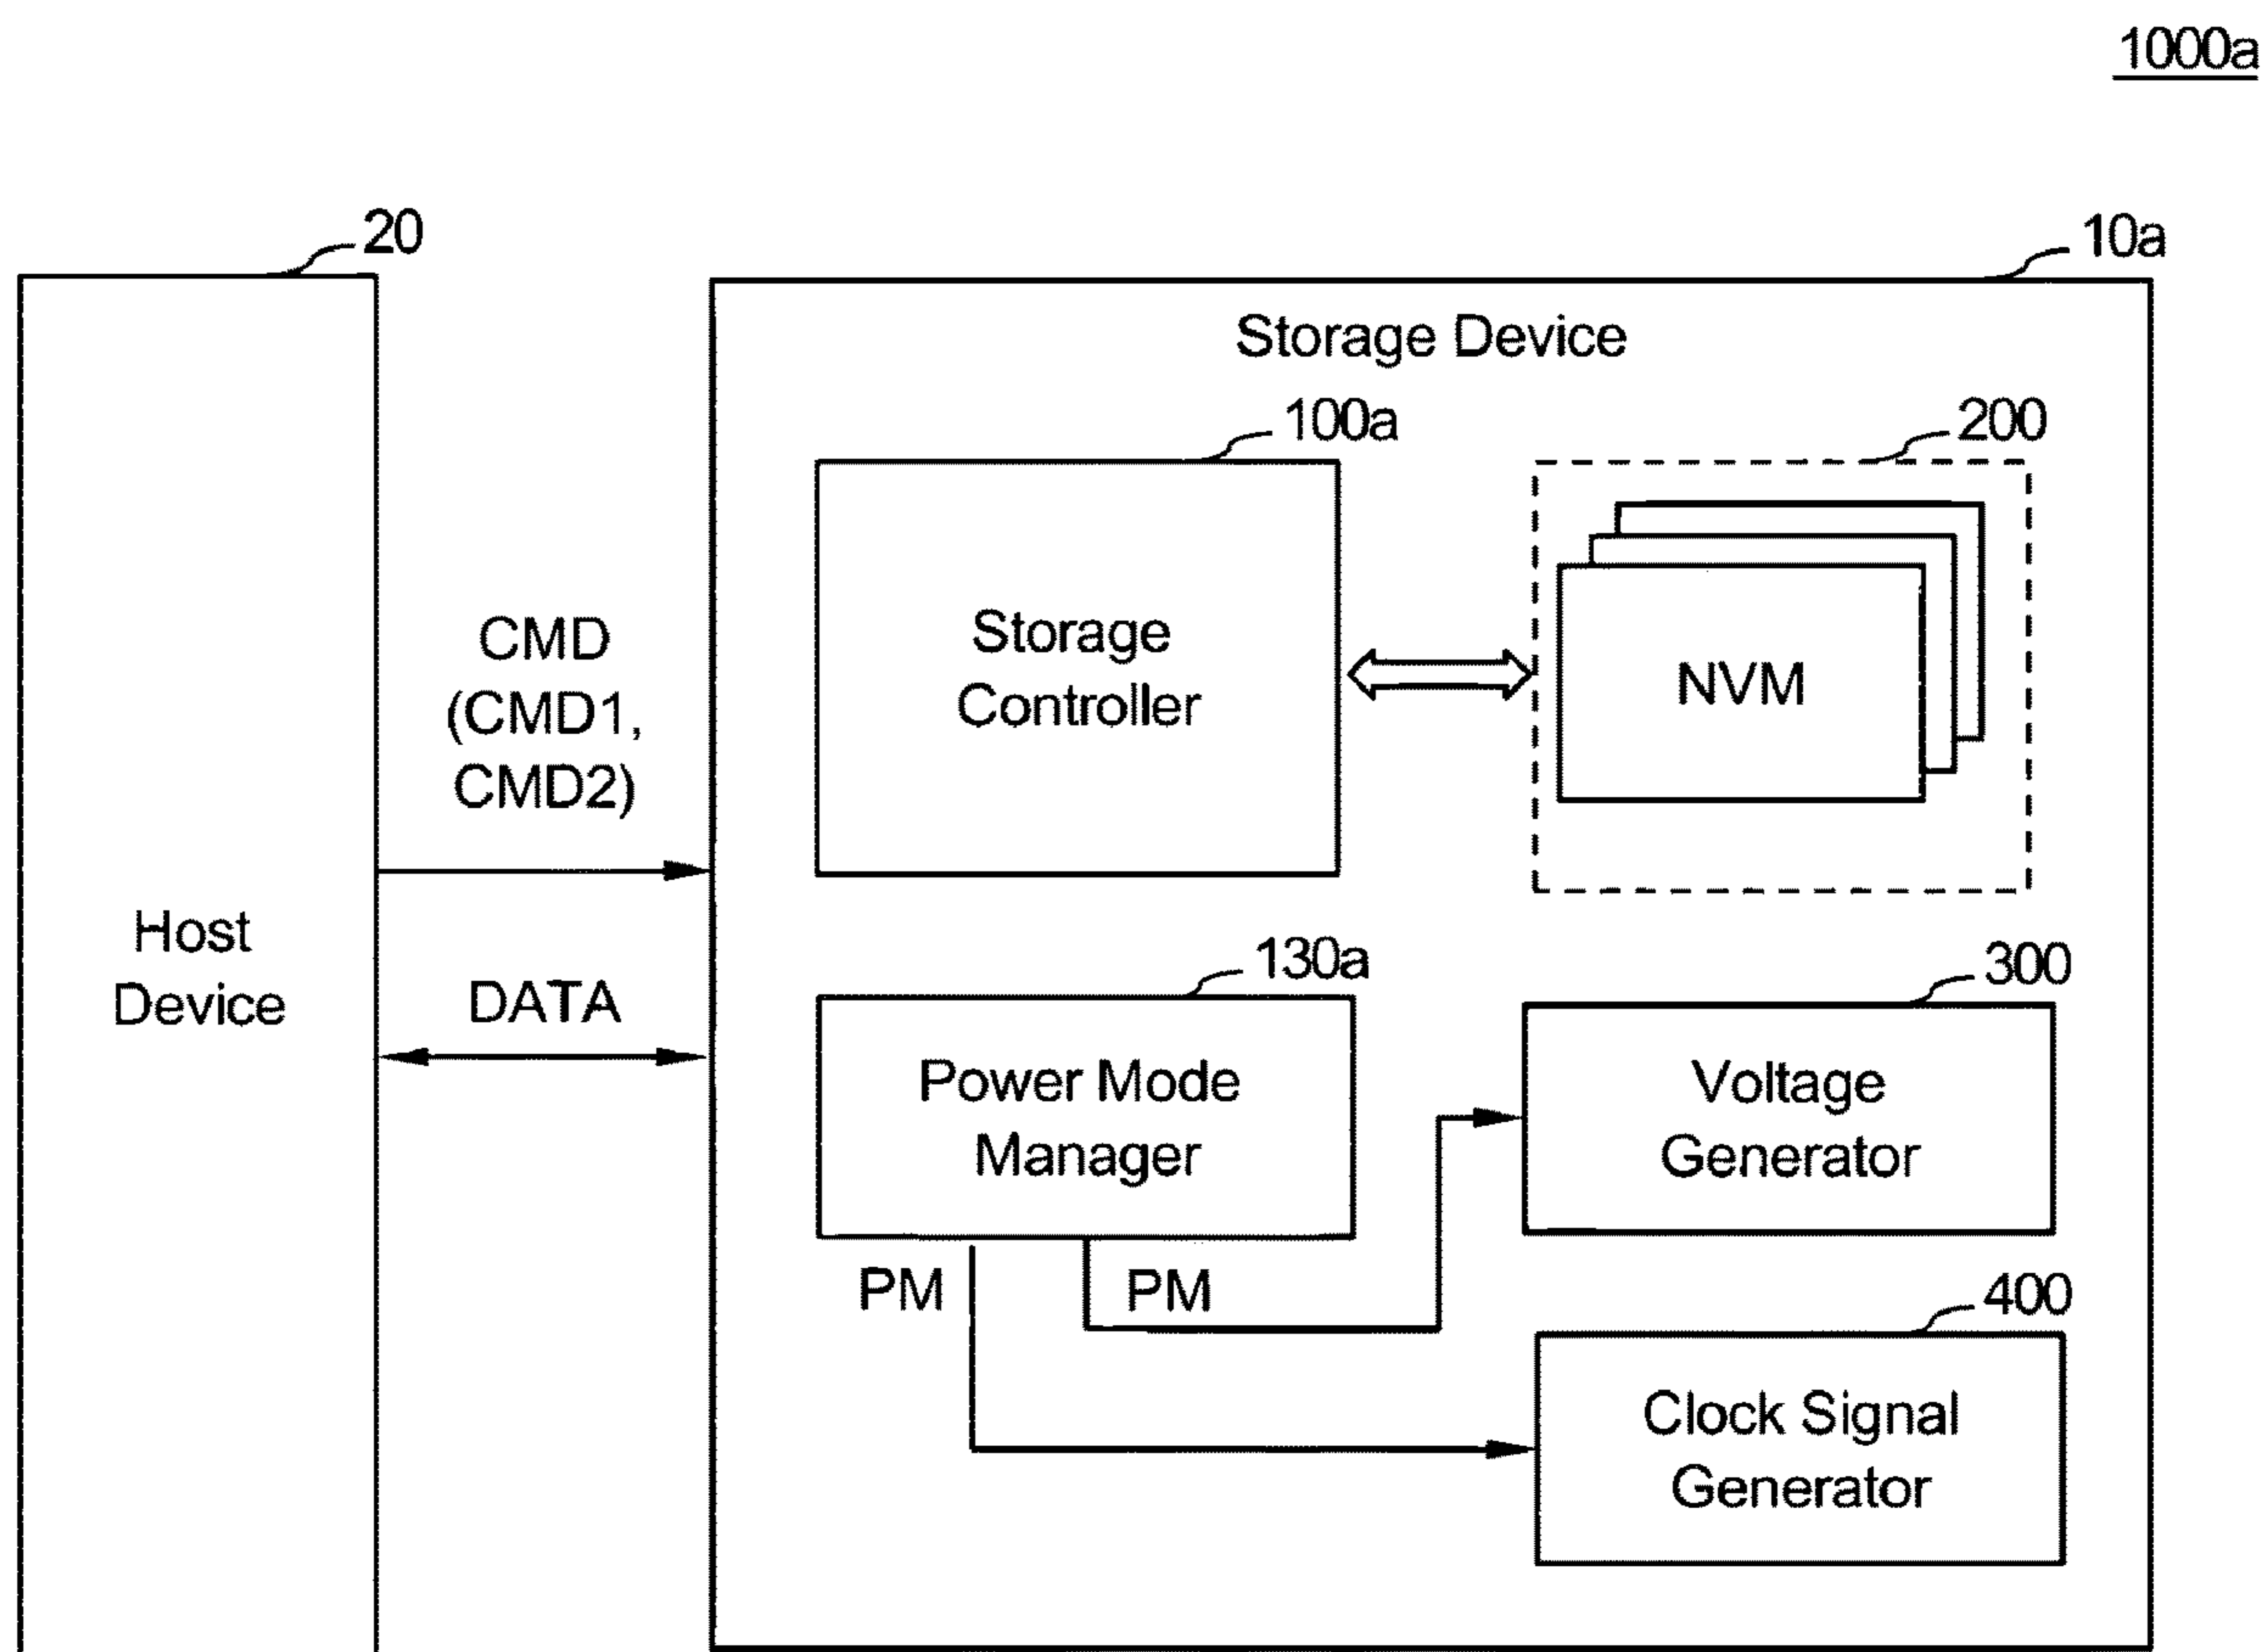 1000a
20
10a
Storage Device
100a
200
Storage
Controller
NVM
CMD
(CMD1,
CMD2)
Host
Device
DATA
130a
300
Power Mode
Manager
Voltage
Generator
PM
PM
400
Clock Signal
Generator